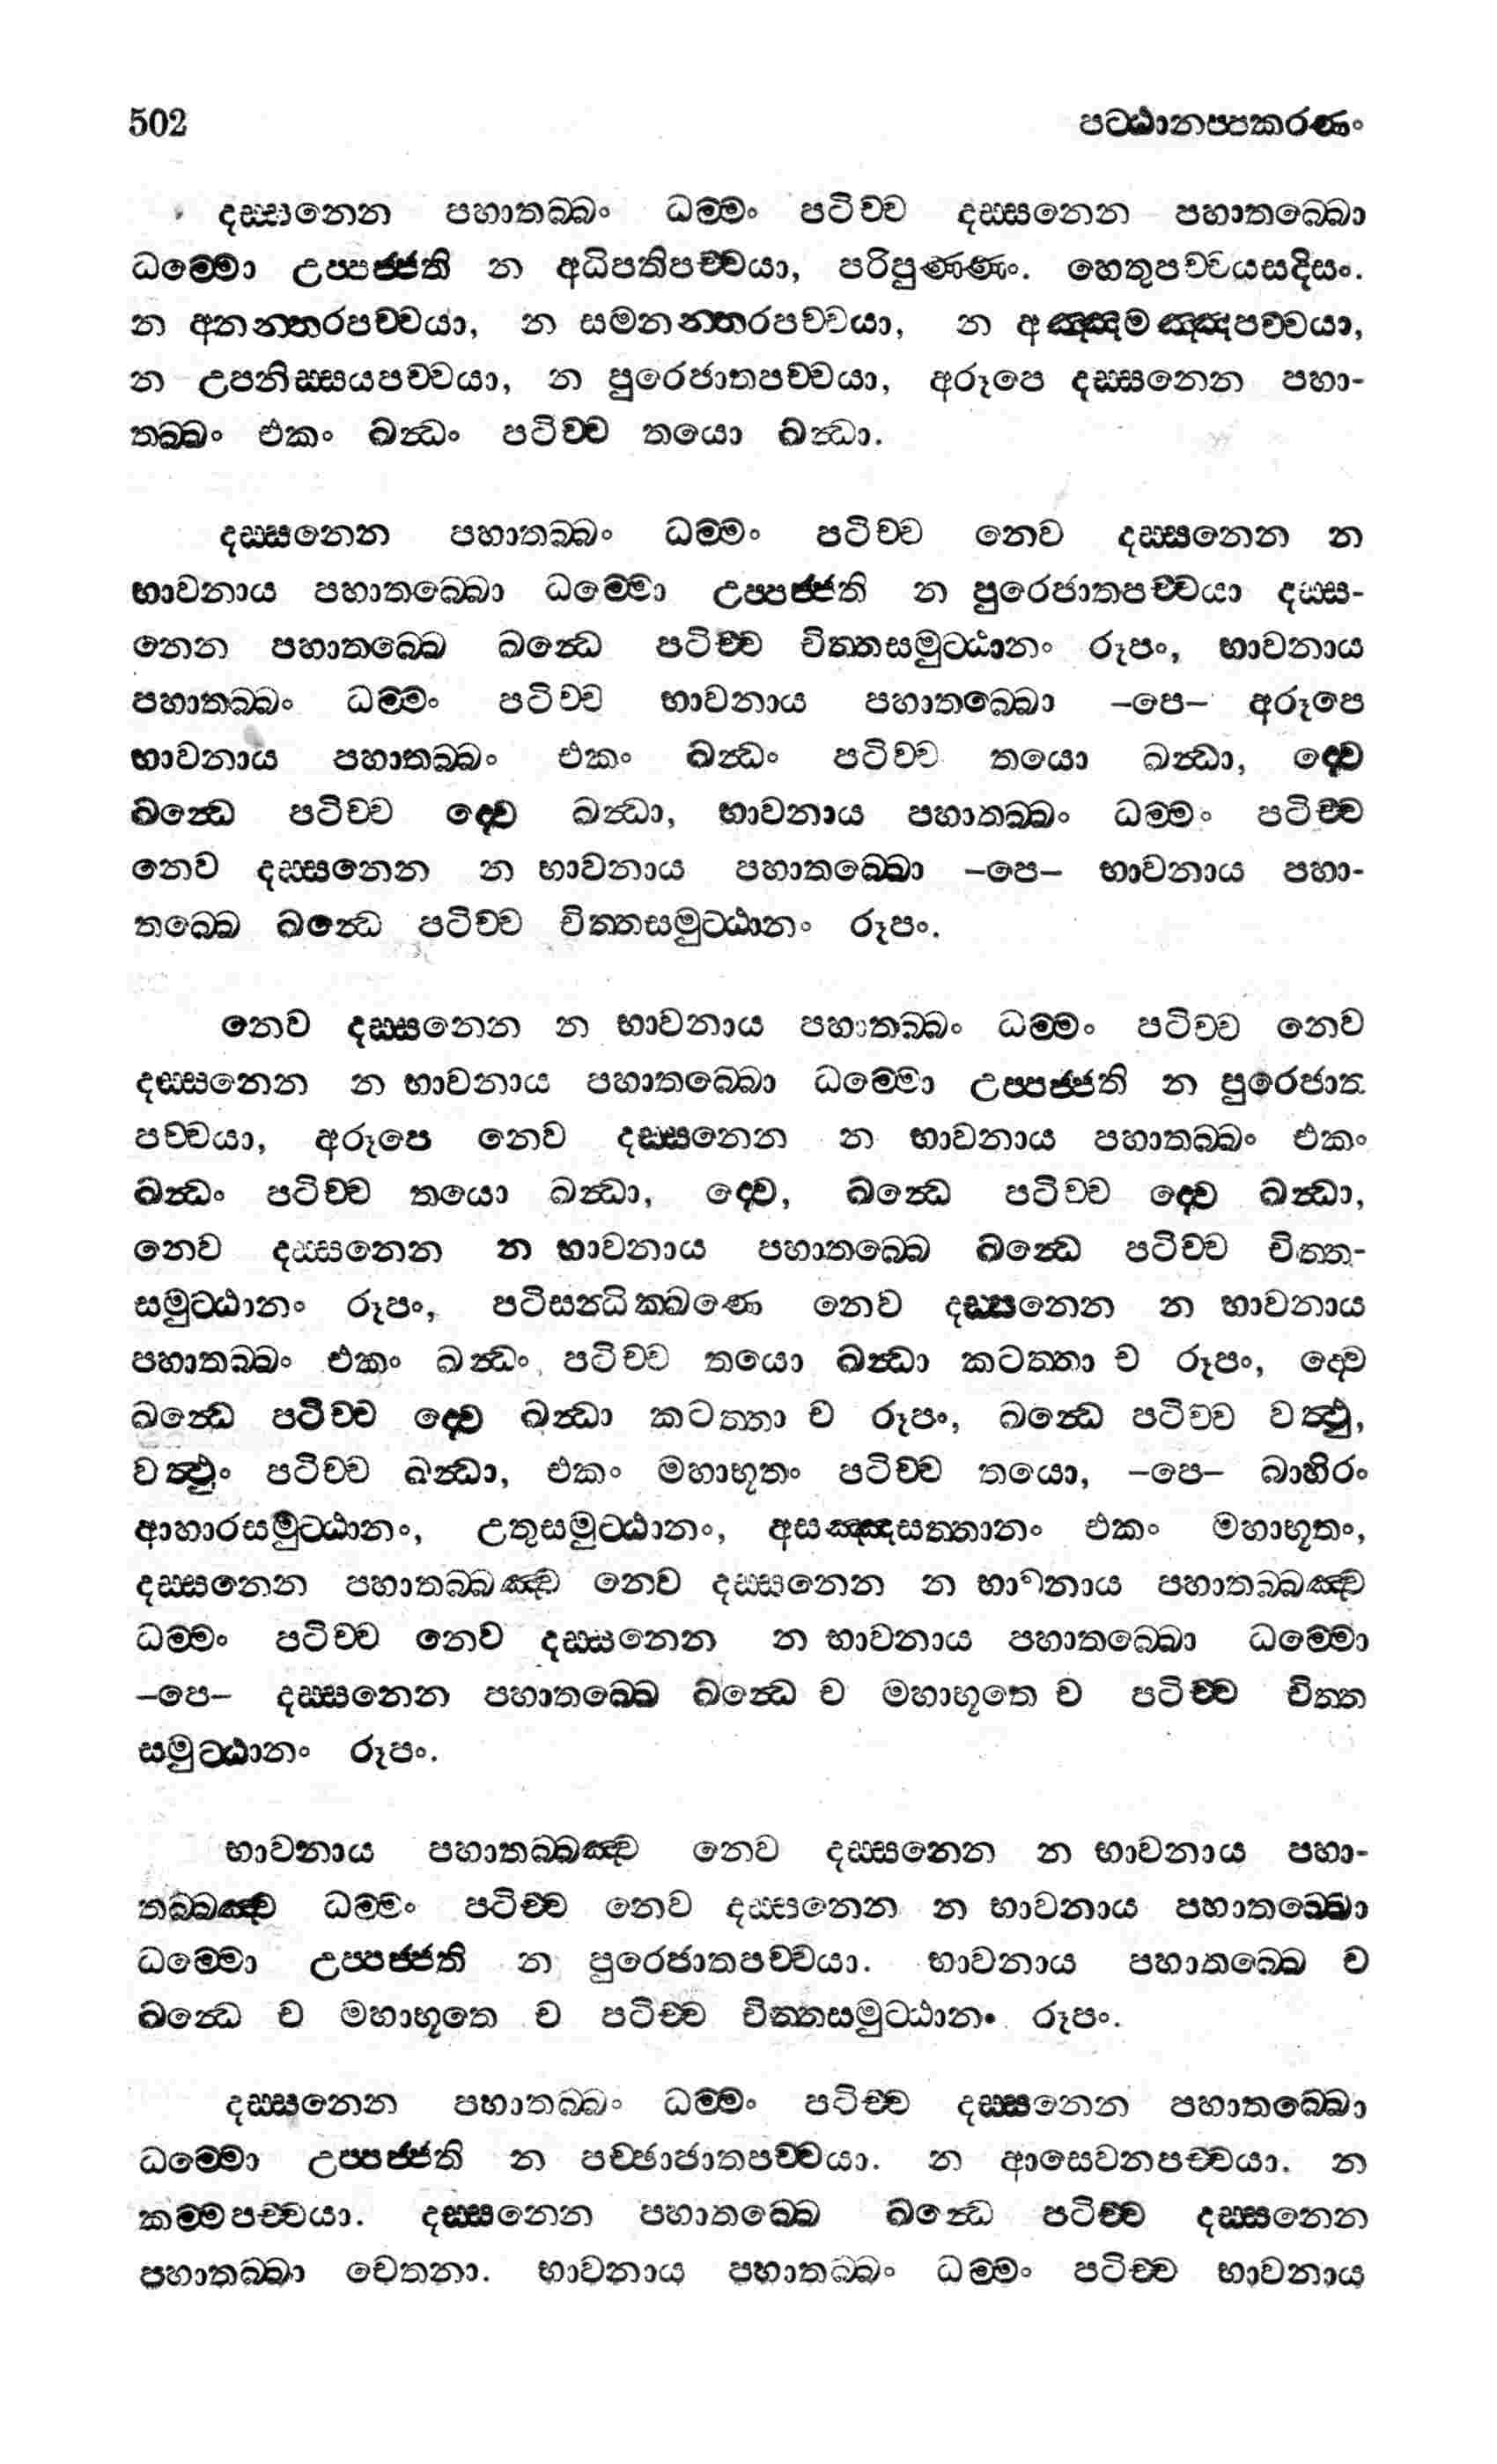 502 පට්ඨානප්පකරණං
දස්සනෙන පහාතබ්බං ධම්මං පටිච්ච දස්සනෙන පහාතබ්බො
ධම්මො උප්පජ්ජති න අධිපතිපච්චයා, පරිපුණ්ණං. හෙතුපච්චයසදිසං.
න අනන්තරපච්චයා, න සමනන්තරපච්චයා, න අඤ්ඤමඤ්ඤපච්චයා,
න උපනිස්සයපච්චයා, න පුරෙජාතපච්චයා, අරූපෙ දස්සනෙන පහා-
තබ්බං එකං ඛන්ධං පටිච්ච තයො ඛන්ධා.
දස්සනෙන පහාතබ්බං ධම්මං පටිච්ච නෙව දස්සනෙන න
භාවනාය පහාතබ්බො ධම්මො උප්පජ්ජති න පුරෙජාතපච්චයා දස්ස-
නෙන පහාතබ්බෙ ඛන්ධෙ පටිච්ච චිත්තසමුට්ඨානං රූපං, භාවනාය
පහාතබ්බං ධම්මං පටිච්ච භාවනාය පහාතබ්බො –පෙ– අරූපෙ
භාවනාය පහාතබ්බං එකං ඛන්ධං පටිච්ච තයො ඛන්ධා, ද්වෙ
ඛන්ධෙ පටිච්ච ද්වෙ ඛන්ධා, භාවනාය පහාතබ්බං ධම්මං පටිච්ච
නෙව දස්සනෙන න භාවනාය පහාතබ්බො –පෙ– භාවනාය පහා-
තබ්බෙ ඛන්ධෙ පටිච්ච චිත්තසමුට්ඨානං රූපං.
නෙව දස්සනෙන න භාවනාය පහාතබ්බං ධම්මං පටිච්ච නෙව
දස්සනෙන න භාවනාය පහාතබ්බො ධම්මො උප්පජ්ජති න පුරෙජාත
පච්චයා, අරූපෙ නෙව දස්සනෙන න භාවනාය පහාතබ්බං එකං
ඛන්ධං පටිච්ච තයො ඛන්ධා, ද්වෙ, ඛන්ධෙ පටිච්ච ද්වෙ ඛන්ධා,
නෙව දස්සනෙන න භාවනාය පහාතබ්බෙ ඛන්ධෙ පටිච්ච චිත්ත-
සමුට්ඨානං රූපං, පටිසන්ධික්ඛණෙ නෙව දස්සනෙන න භාවනාය
පහාතබ්බං එකං ඛන්ධං, පටිච්ච තයො ඛන්ධා කටත්තා ච රූපං, ද්වෙ
ඛන්ධෙ පටිච්ච ද්වෙ ඛන්ධා කටත්තා ච රූපං, ඛන්ධෙ පටිච්ච වත්ථු,
වත්ථුං පටිච්ච ඛන්ධා, එකං මහාභූතං පටිච්ච තයො, –පෙ– බාහිරං
ආහාරසමුට්ඨානං, උතුසමුට්ඨානං, අසඤ්ඤසත්තානං එකං මහාභූතං,
දස්සනෙන පහාතබ්බඤ්ච නෙව දස්සනෙන න භාවනාය පහාතබ්බඤ්ච
ධම්මං පටිච්ච නෙව දස්සනෙන න භාවනාය පහාතබ්බො ධම්මො
–පෙ– දස්සනෙන පහාතබ්බෙ ඛන්ධෙ ච මහාභූතෙ ච පටිච්ච චිත්ත
සමුට්ඨානං රූපං.
භාවනාය පහාතබ්බඤ්ච නෙව දස්සනෙන න භාවනාය පහා-
තබ්බඤ්ච ධම්මං පටිච්ච නෙව දස්සනෙන න භාවනාය පහාතබ්බො
ධම්මො උප්පජ්ජති න පුරෙජාතපච්චයා. භාවනාය පහාතබ්බෙ ච
ඛන්ධෙ ච මහාභූතෙ ච පටිච්ච චිත්තසමුට්ඨානං රූපං.
දස්සනෙන පහාතබ්බං ධම්මං පටිච්ච දස්සනෙන පහාතබ්බො
ධම්මො උප්පජ්ජති න පච්ඡාජාතපච්චයා. න ආසෙවනපච්චයා. න
කම්මපච්චයා. දස්සනෙන පහාතබ්බෙ ඛන්ධෙ පටිච්ච දස්සනෙන
පහාතබ්බා චෙතනා. භාවනාය පහාතබ්බං ධම්මං පටිච්ච භාවනාය